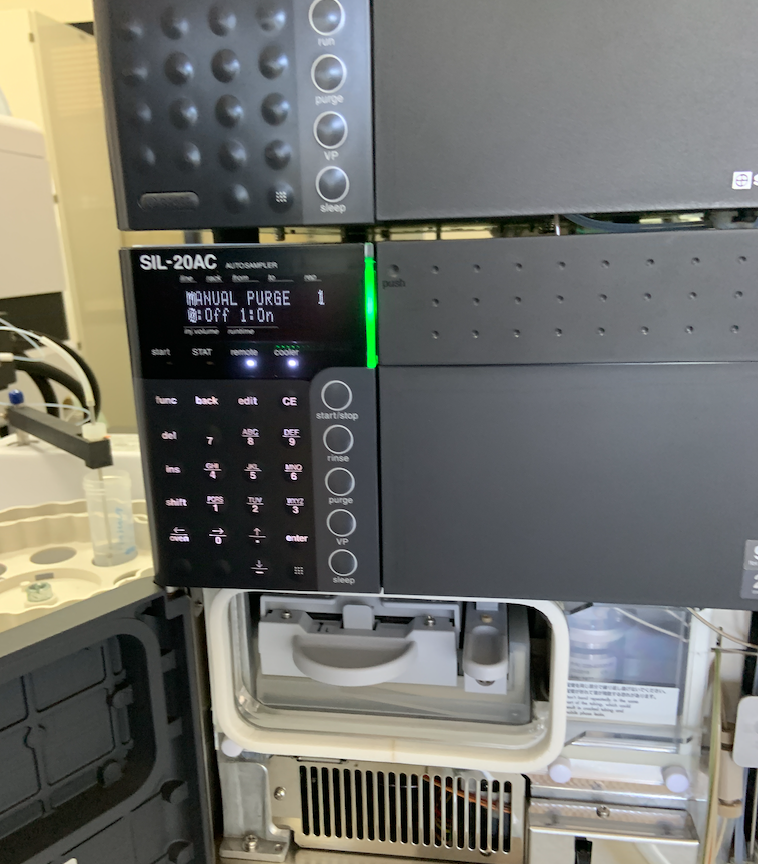 run
purge
VP
sleep
SIL-20AC AUTOSAMPLER
line rack from to rep.
MANUAL PURGE 1
0:Off 1:On
inj.volume runtime
start STAT remote cooler
push
func back edit CE
start/stop
del 7 ABC 8 DEF 9
rinse
ins GHI 4 JKL 5 MNO 6
purge
shift PQRS 1 TUV 2 WXYZ 3
VP
← oven → 0 ↑ . enter
↓ –
sleep